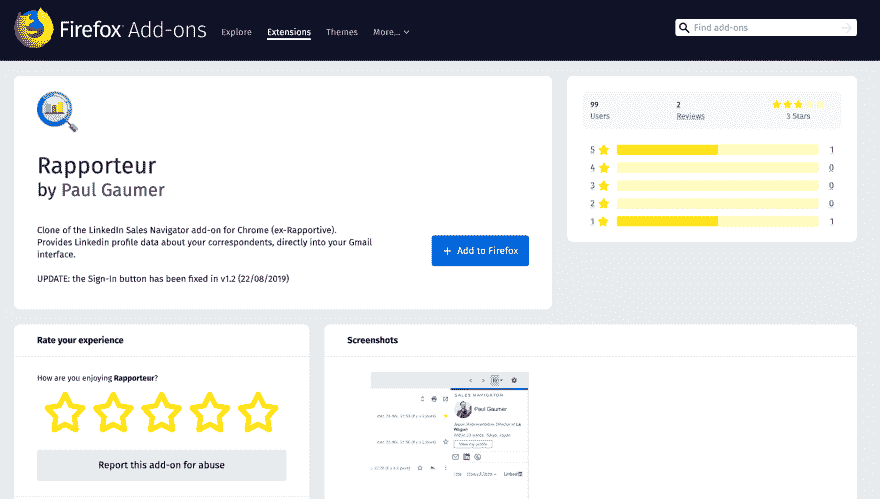 Firefox Add-ons
Explore
Extensions
Themes
More...
Find add-ons
Rapporteur
by Paul Gaumer
Clone of the LinkedIn Sales Navigator add-on for Chrome (ex-Rapportive).
Provides Linkedin profile data about your correspondents, directly into your Gmail
interface.
UPDATE: the Sign-In button has been fixed in v1.2 (22/08/2019)
+ Add to Firefox
99
Users
2
Reviews
3 Stars
5 1
4 0
3 0
2 0
1 1
Rate your experience
How are you enjoying Rapporteur?
Report this add-on for abuse
Screenshots
SALES NAVIGATOR
Paul Gaumer